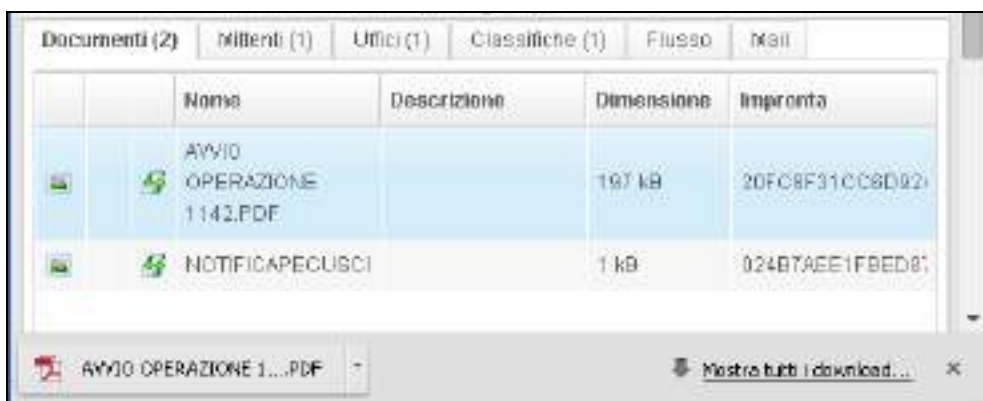 Documenti (2) Mittenti (1) Uffici (1) Classifiche (1) Flusso Mail
Nome Descrizione Dimensione Impronta
AVVIO
OPERAZIONE 197 kB 20FC8F31CC6D92
1142.PDF
NOTIFICAPECUSCI 1 kB 024B7AEE1FBED8
AVVIO OPERAZIONE 1....PDF Mostra tutti i download...